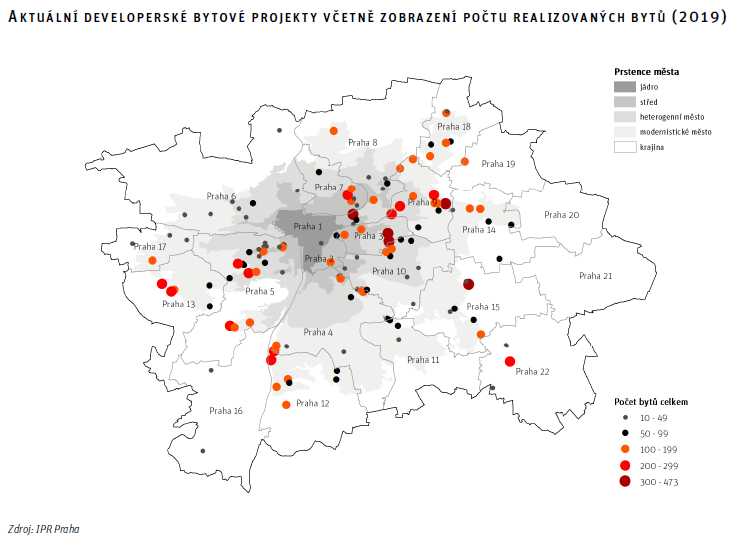 Aktuální developerské bytové projekty včetně zobrazení počtu realizovaných bytů (2019)
Prstence města
jádro
střed
heterogenní město
modernistické město
krajina
Praha 18
Praha 8
Praha 19
Praha 7
Praha 6
Praha
Praha 20
Praha 1
Praha 3
Praha 14
Praha 17
Praha 2
Praha 10
Praha 21
Praha 5
Praha 13
Praha 15
Praha 4
Praha 11
Praha 22
Praha 12
Praha 16
Počet bytů celkem
10 - 49
50 - 99
100 - 199
200 - 299
300 - 473
Zdroj: IPR Praha